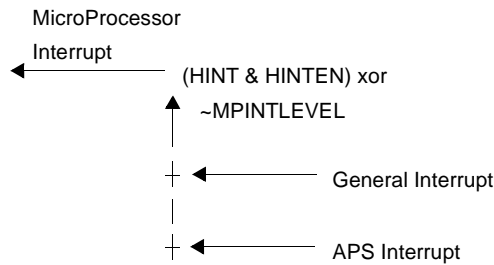 MicroProcessor
Interrupt
(HINT & HINTEN) xor
~MPINTLEVEL
General Interrupt
APS Interrupt